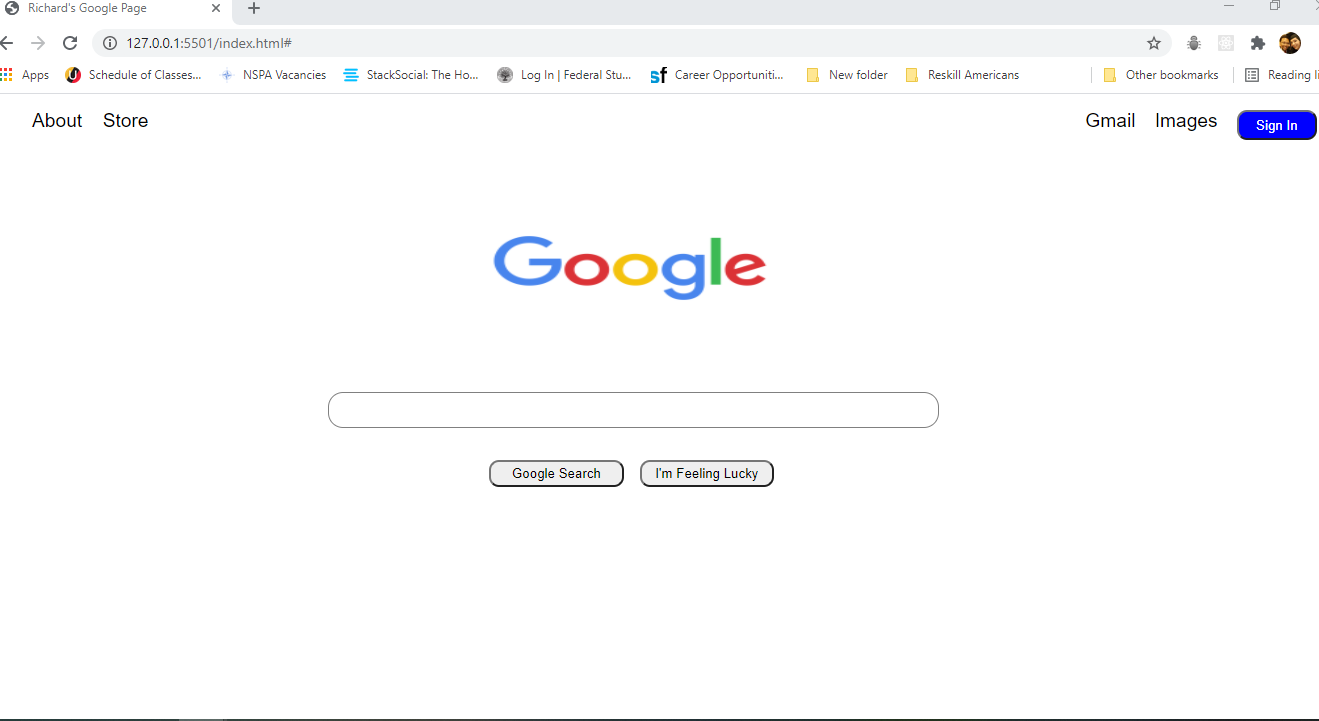 Richard's Google Page
127.0.0.1:5501/index.html#
Apps Schedule of Classes... NSPA Vacancies StackSocial: The Ho... Log In | Federal Stu... sf Career Opportuniti... New folder Reskill Americans Other bookmarks Reading li
About Store Gmail Images Sign In
Google
Google Search I'm Feeling Lucky